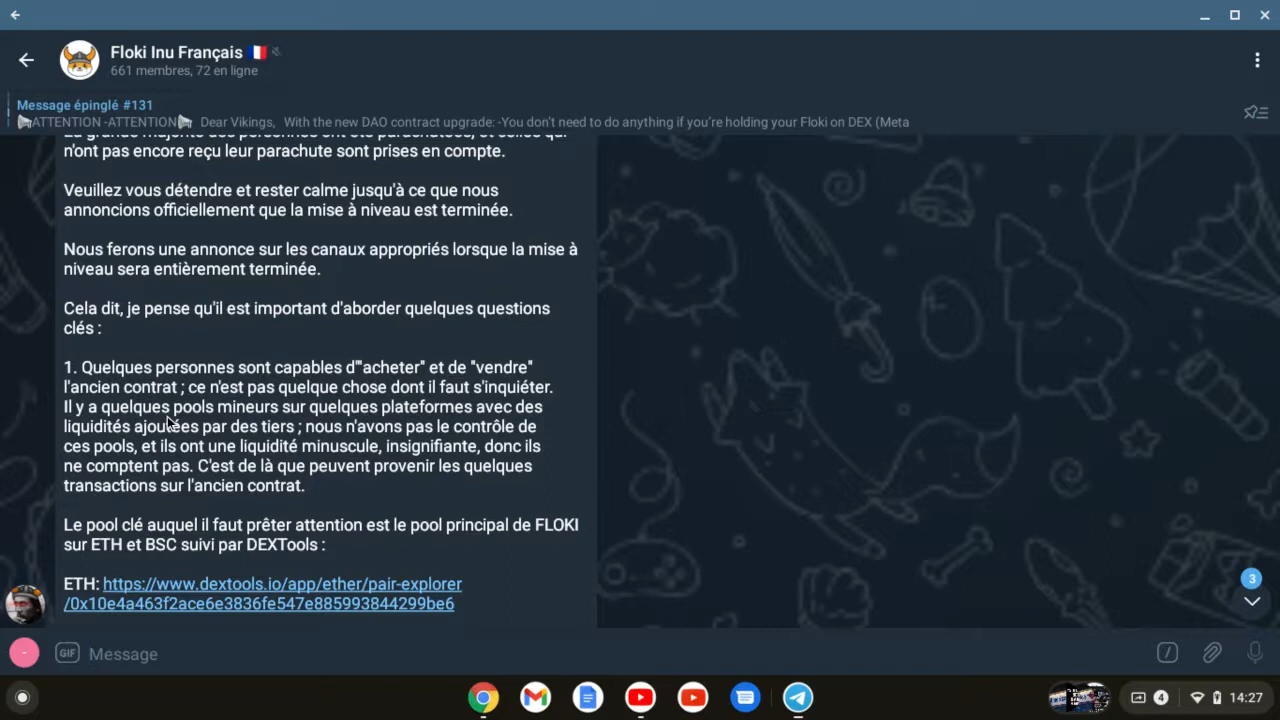 Floki Inu Français 🇫🇷
661 membres, 72 en ligne
Message épinglé #131
📢ATTENTION -ATTENTION📢 Dear Vikings, With the new DAO contract upgrade: -You don't need to do anything if you're holding your Floki on DEX (Meta
La grande majorité des personnes ont été parachutées, et celles qui
n'ont pas encore reçu leur parachute sont prises en compte.
Veuillez vous détendre et rester calme jusqu'à ce que nous
annoncions officiellement que la mise à niveau est terminée.
Nous ferons une annonce sur les canaux appropriés lorsque la mise à
niveau sera entièrement terminée.
Cela dit, je pense qu'il est important d'aborder quelques questions
clés :
1. Quelques personnes sont capables d'"acheter" et de "vendre"
l'ancien contrat ; ce n'est pas quelque chose dont il faut s'inquiéter.
Il y a quelques pools mineurs sur quelques plateformes avec des
liquidités ajoutées par des tiers ; nous n'avons pas le contrôle de
ces pools, et ils ont une liquidité minuscule, insignifiante, donc ils
ne comptent pas. C'est de là que peuvent provenir les quelques
transactions sur l'ancien contrat.
Le pool clé auquel il faut prêter attention est le pool principal de FLOKI
sur ETH et BSC suivi par DEXTools :
ETH: https://www.dextools.io/app/ether/pair-explorer
/0x10e4a463f2ace6e3836fe547e885993844299be6
3
-
GIF
Message
/
4
14:27